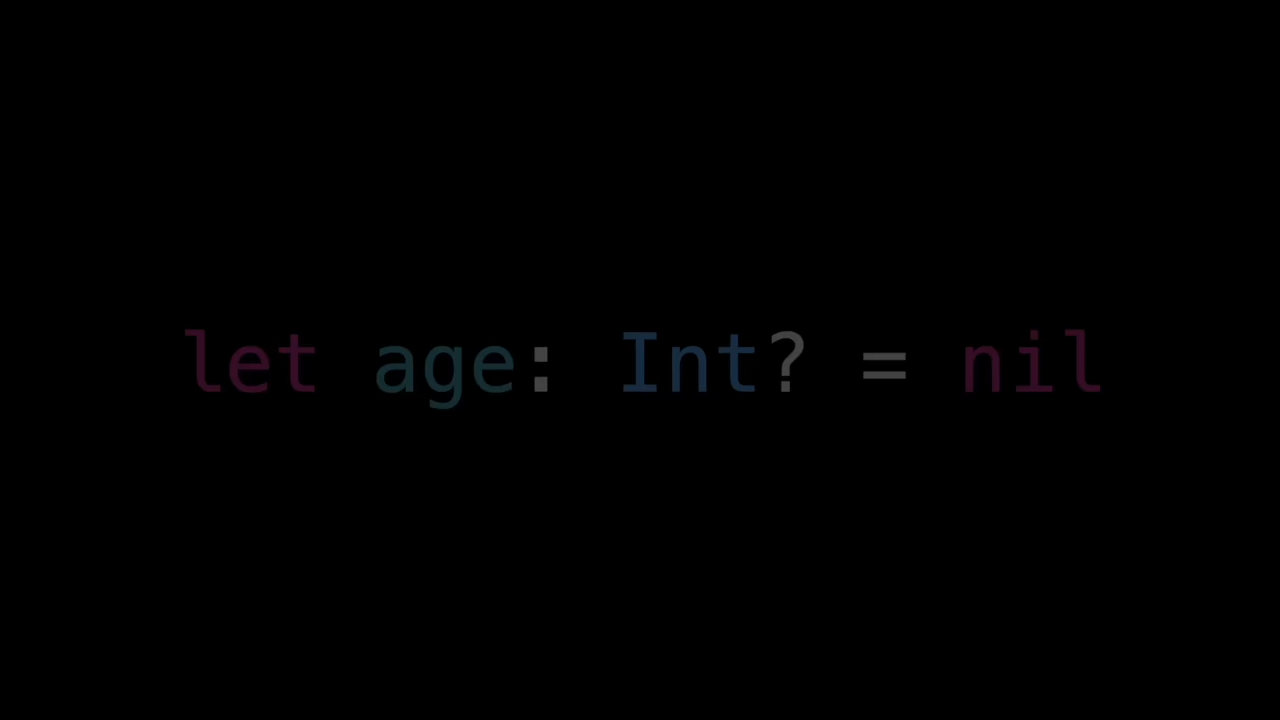 let age: Int? = nil